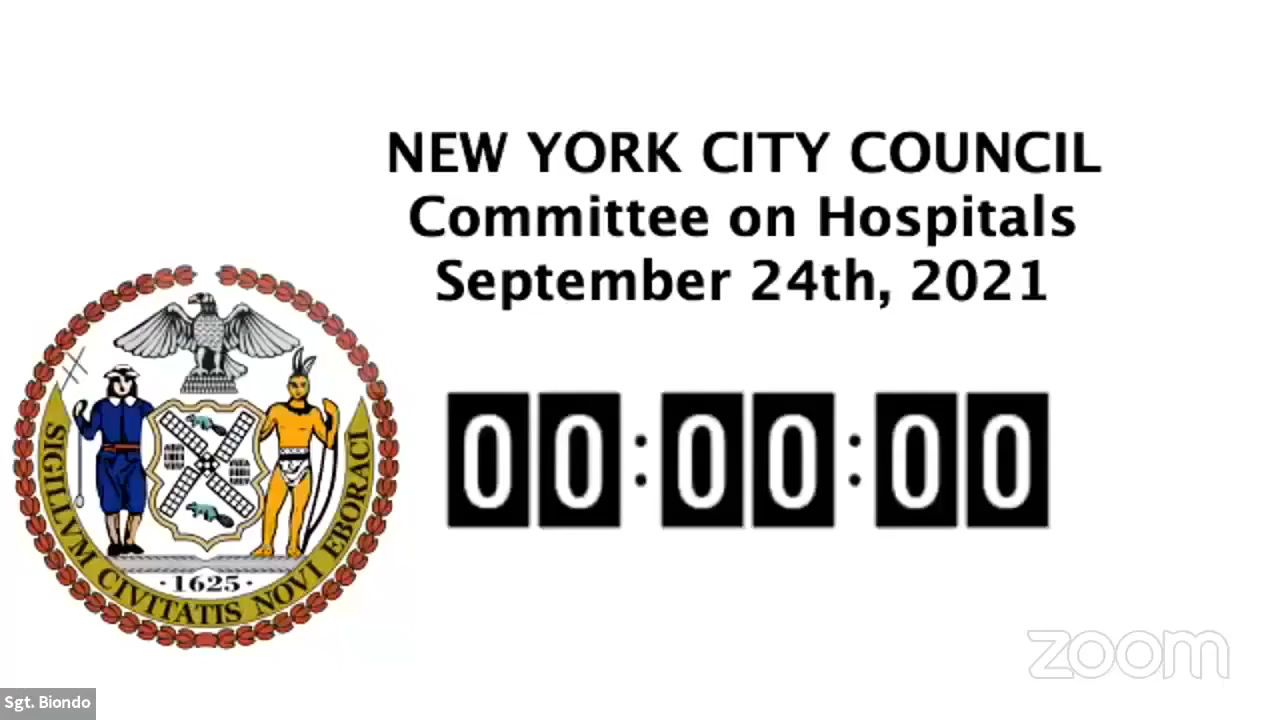 NEW YORK CITY COUNCIL
Committee on Hospitals
September 24th, 2021
00:00:00
SIGILLVM CIVITATIS NOVI EBORACI
·1625·
zoom
Sgt. Biondo